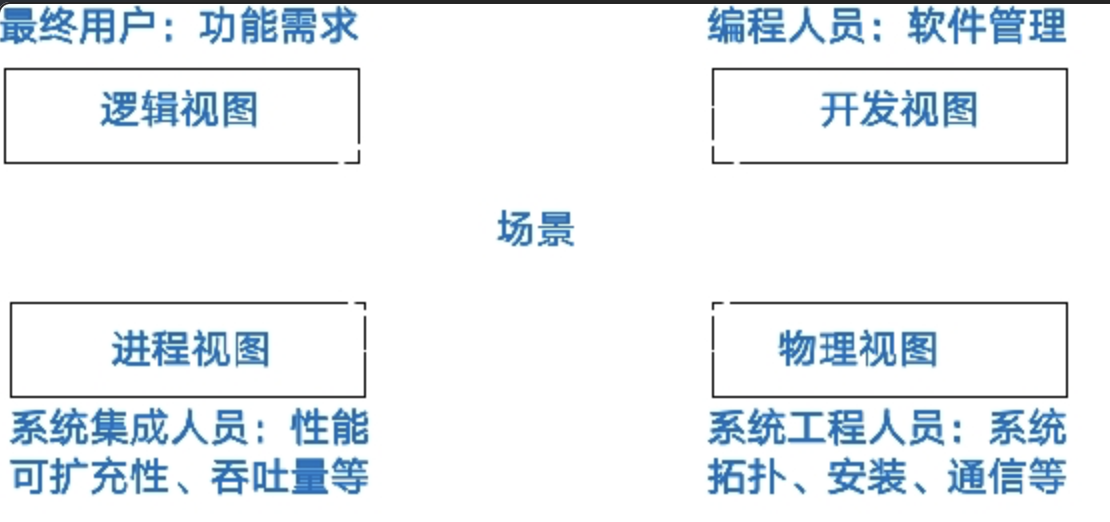 最终用户：功能需求
编程人员：软件管理
逻辑视图
开发视图
场景
进程视图
物理视图
系统集成人员：性能
可扩充性、吞吐量等
系统工程人员：系统
拓扑、安装、通信等